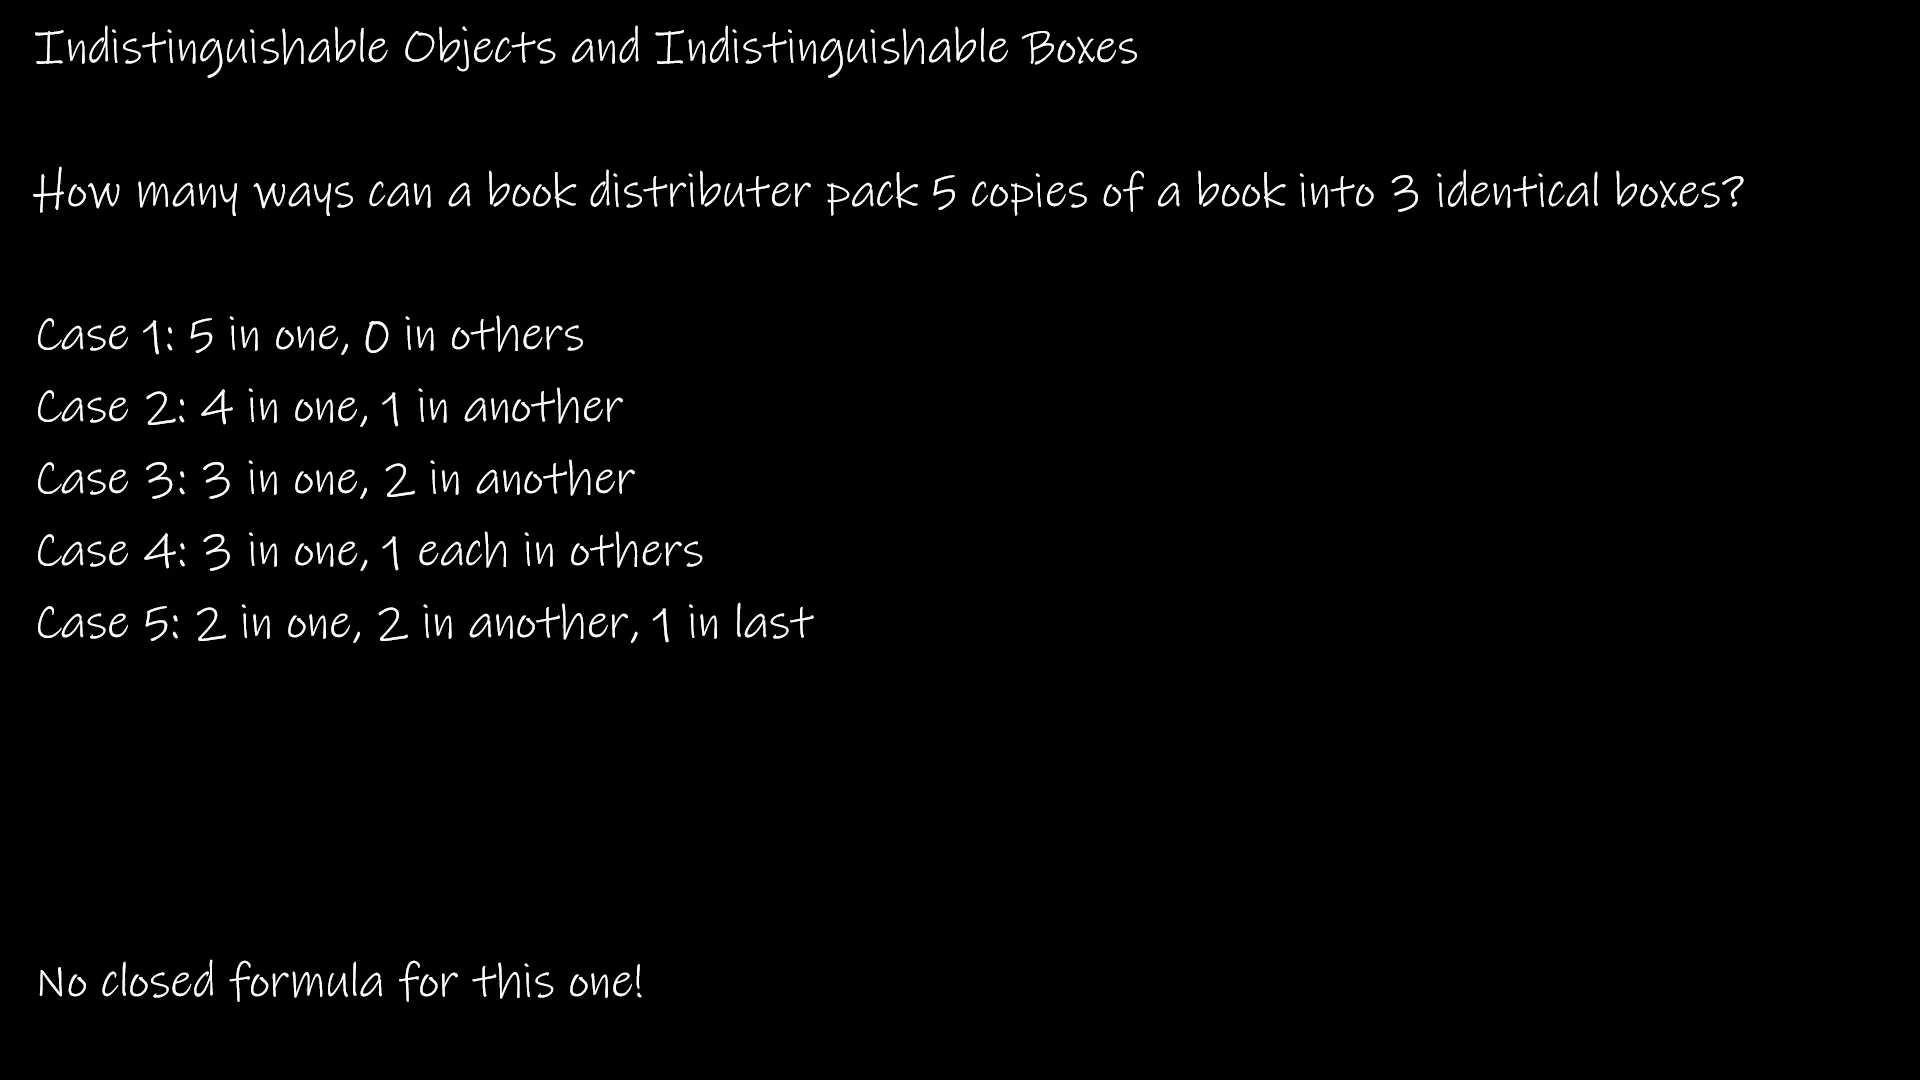 Indistinguishable Objects and Indistinguishable Boxes
How many ways can a book distributer pack 5 copies of a book into 3 identical boxes?
Case 1: 5 in one, 0 in others
Case 2: 4 in one, 1 in another
Case 3: 3 in one, 2 in another
Case 4: 3 in one, 1 each in others
Case 5: 2 in one, 2 in another, 1 in last
No closed formula for this one!